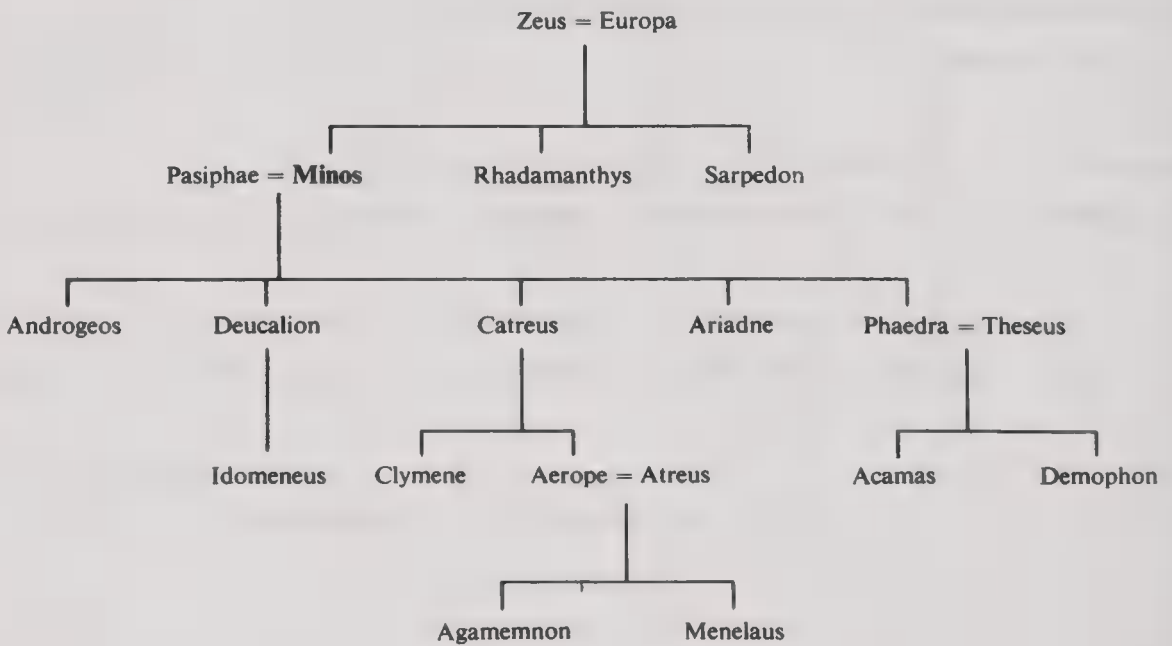 Zeus = Europa
Pasiphae = Minos Rhadamanthys Sarpedon
Androgeos Deucalion Catreus Ariadne Phaedra = Theseus
Idomeneus Clymene Aerope = Atreus Acamas Demophon
Agamemnon Menelaus